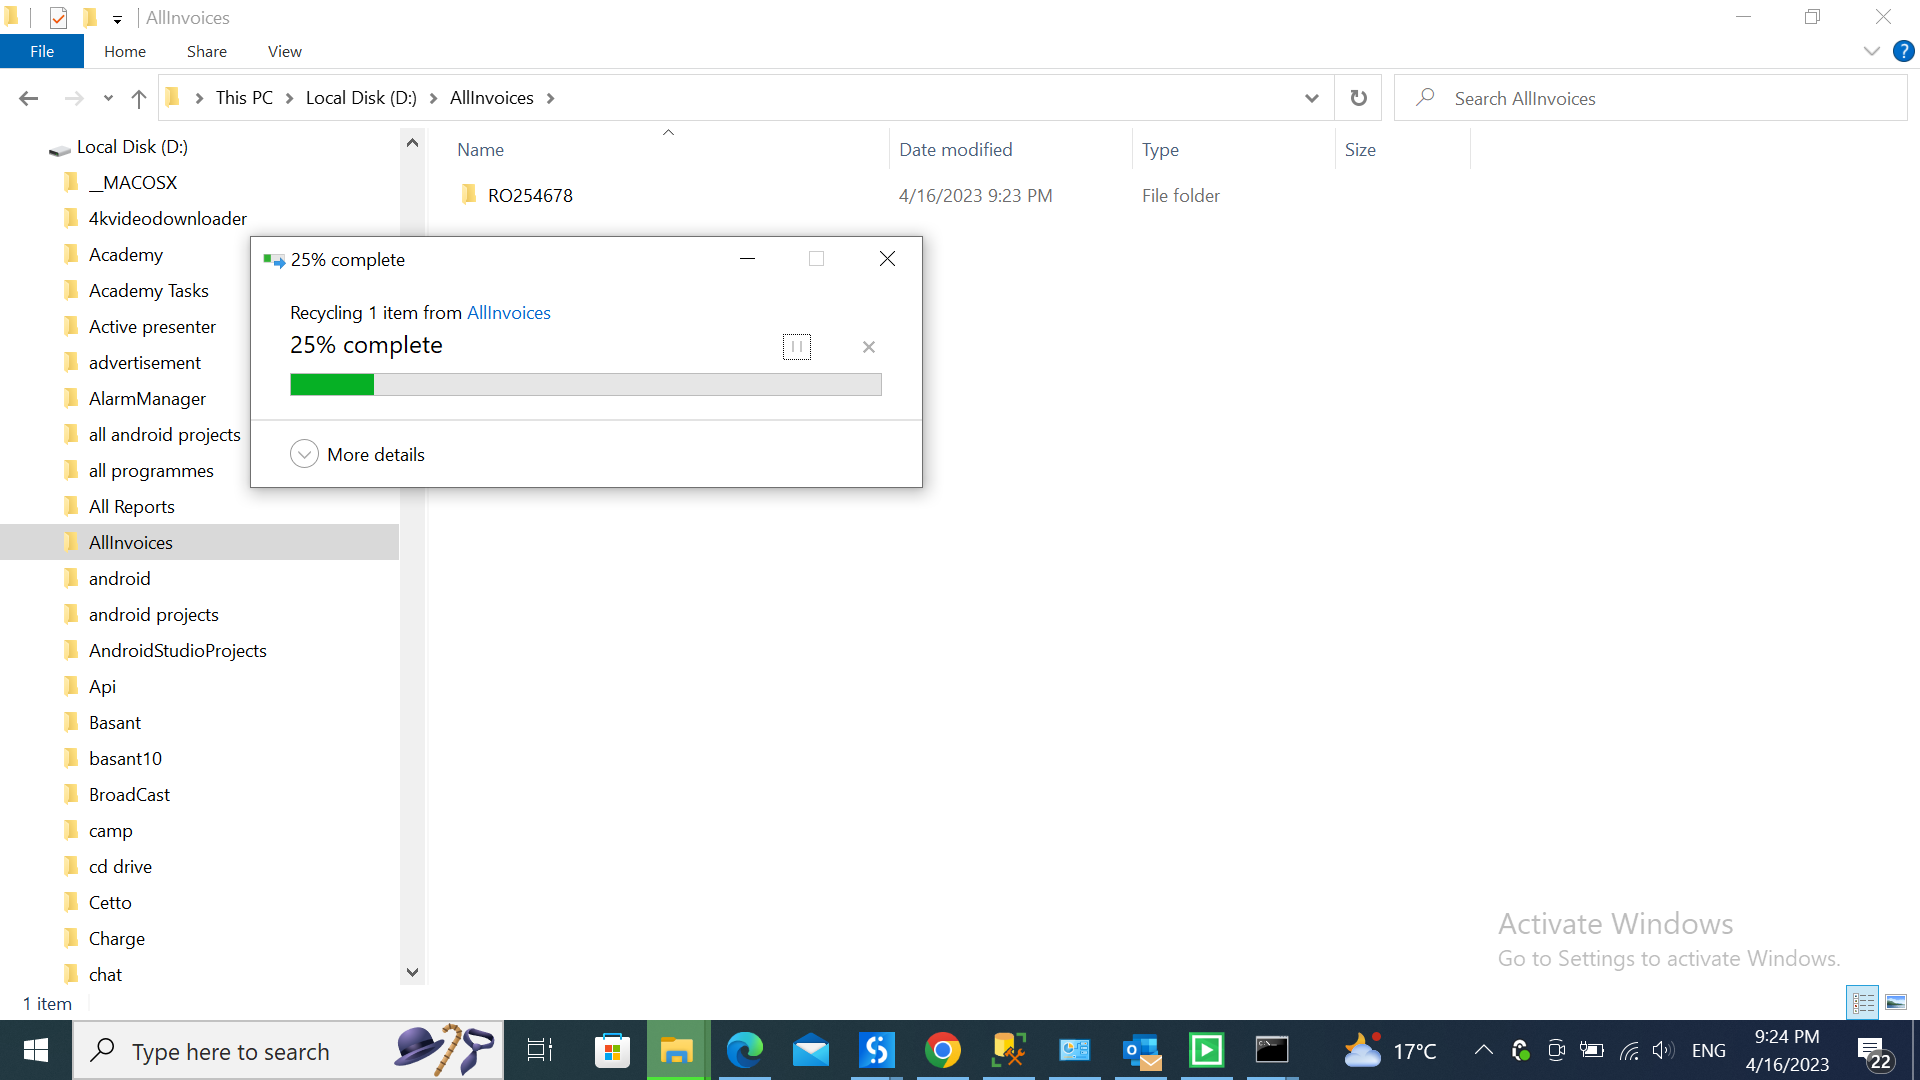 AllInvoices
File Home Share View
This PC Local Disk (D:) AllInvoices
Search AllInvoices
Name Date modified Type Size
RO254678 4/16/2023 9:23 PM File folder
Local Disk (D:)
__MACOSX
4kvideodownloader
Academy
Academy Tasks
Active presenter
advertisement
AlarmManager
all android projects
all programmes
All Reports
AllInvoices
android
android projects
AndroidStudioProjects
Api
Basant
basant10
BroadCast
camp
cd drive
Cetto
Charge
chat
25% complete
Recycling 1 item from AllInvoices
25% complete
More details
Activate Windows
Go to Settings to activate Windows.
1 item
Type here to search
17°C
ENG
9:24 PM
4/16/2023
22